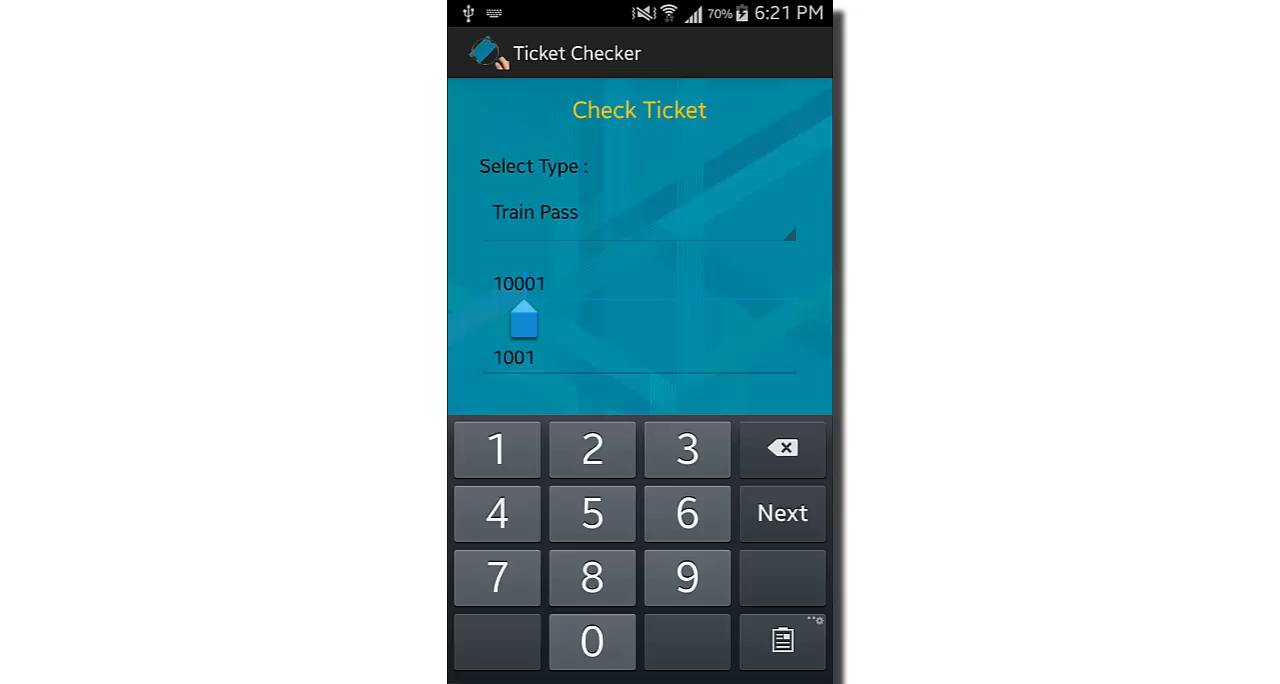 70% 6:21 PM
Ticket Checker
Check Ticket
Select Type :
Train Pass
10001
1001
1 2 3
4 5 6 Next
7 8 9
0